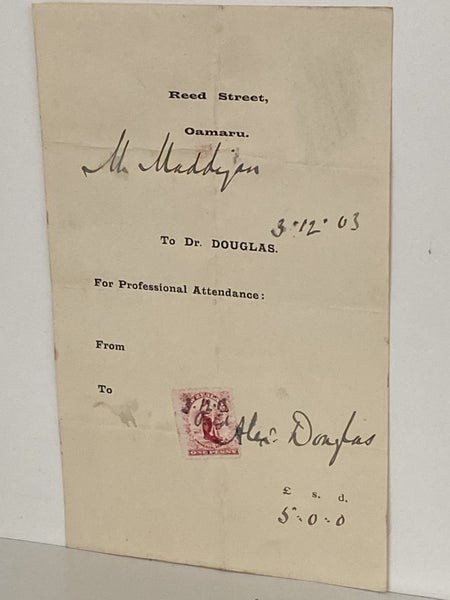 Reed Street,
Oamaru.
Mr Maddigan
3·12·03
To Dr. DOUGLAS.
For Professional Attendance:
From
To
ONE PENNY
Alexr. Douglas
£ s. d.
5-0-0